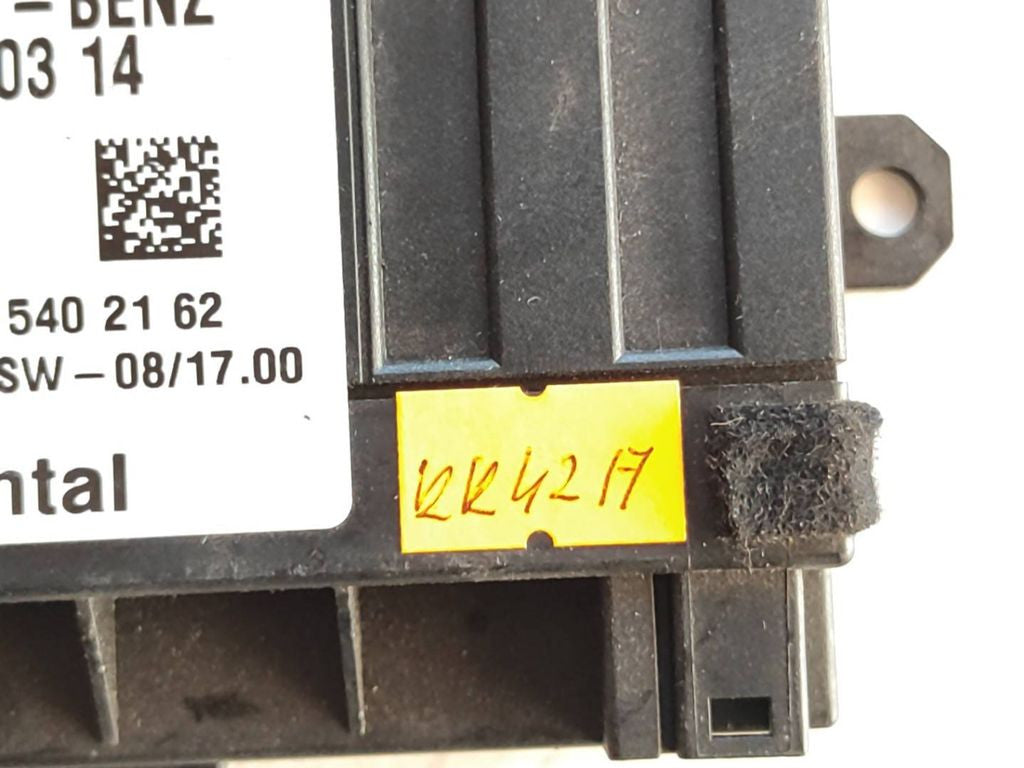 - BENZ
03 14
540 21 62
SW - 08/17.00
ntal
RR4217